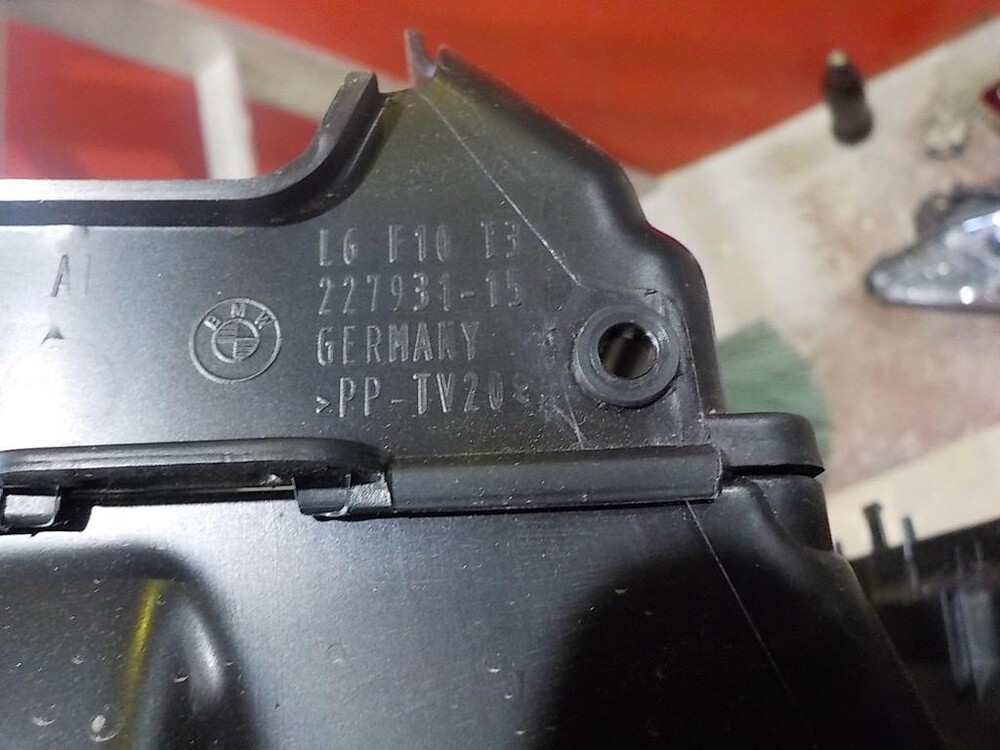 L6 F10 T3
227931-15
GERMANY
>PP-TV20<
BMW